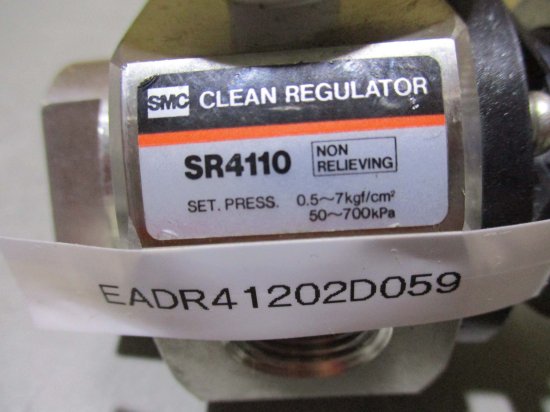 SMC CLEAN REGULATOR
SR4110 NON RELIEVING
SET. PRESS. 0.5~7kgf/cm²
50~700kPa
EADR41202D059